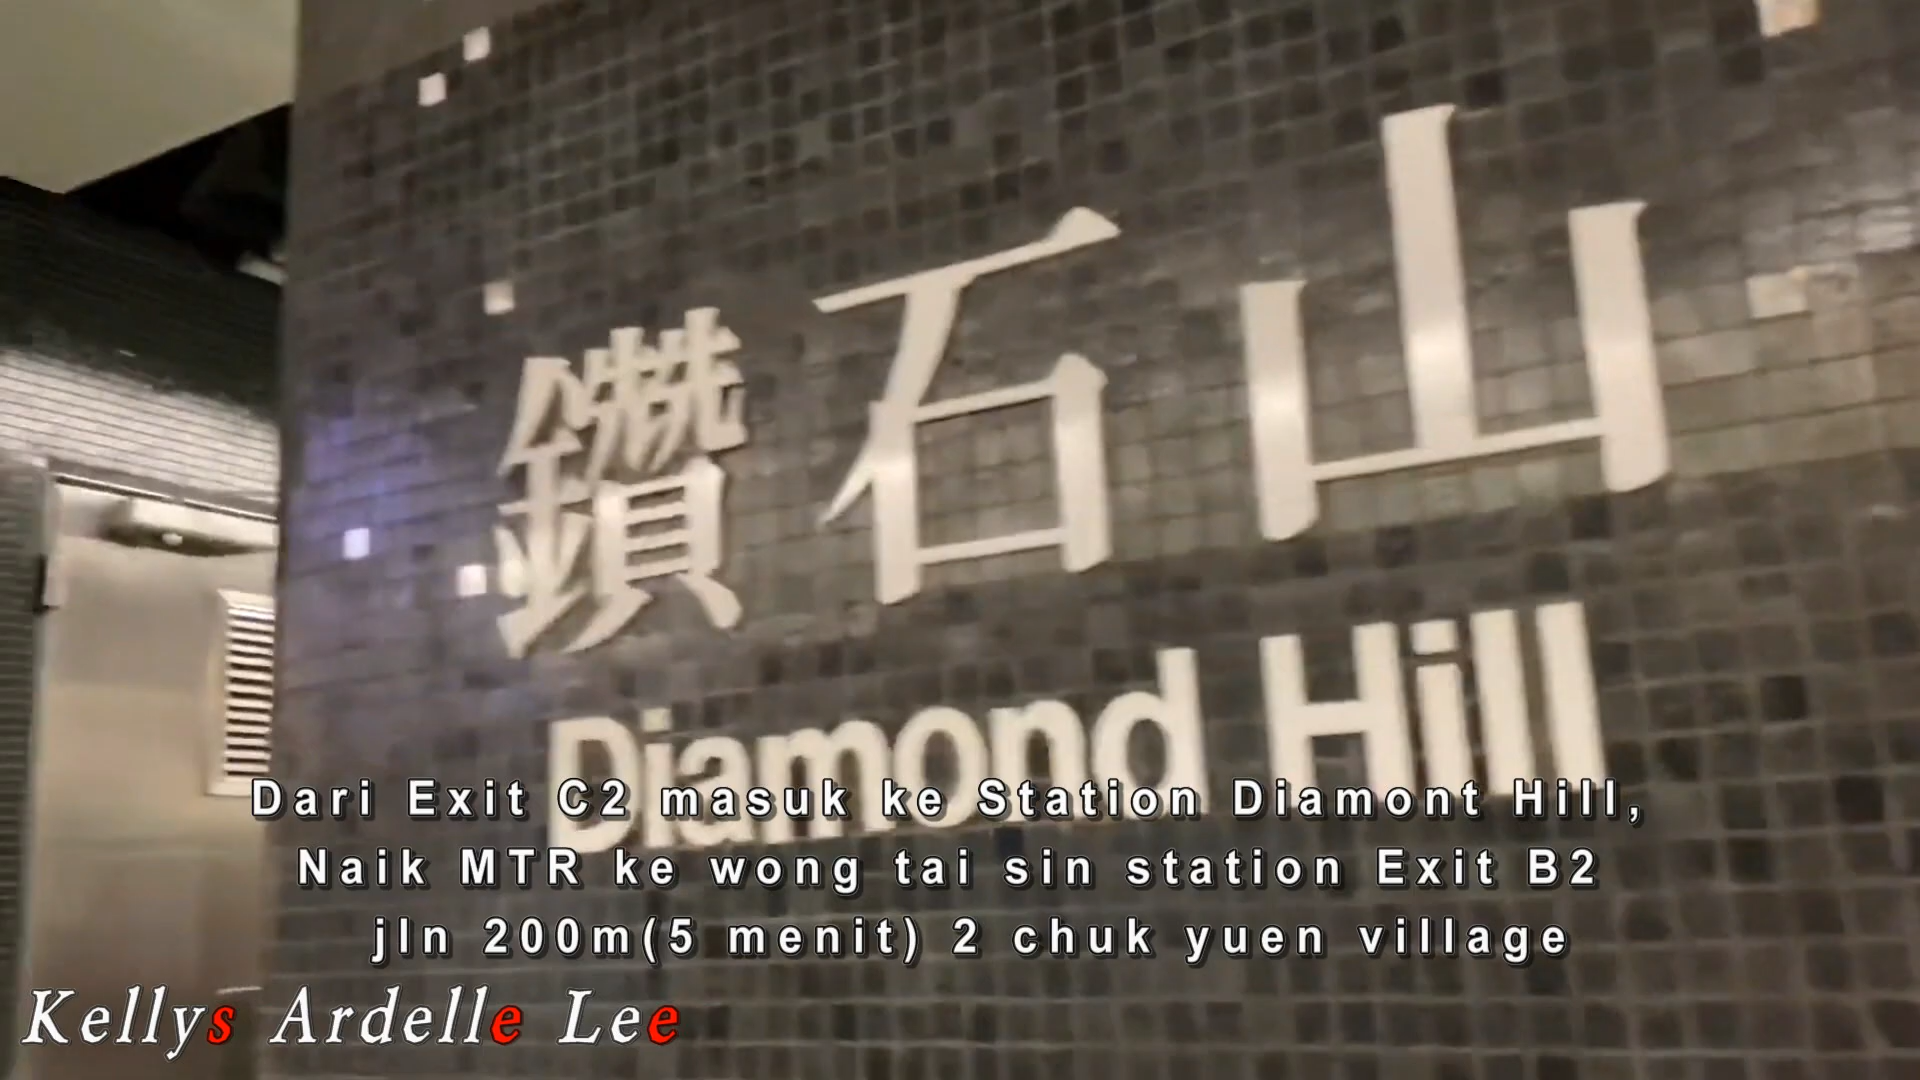 鑽石山
Diamond Hill
Dari Exit C2 masuk ke Station Diamont Hill,
Naik MTR ke wong tai sin station Exit B2
jln 200m(5 menit) 2 chuk yuen village
Kellys Ardelle Lee